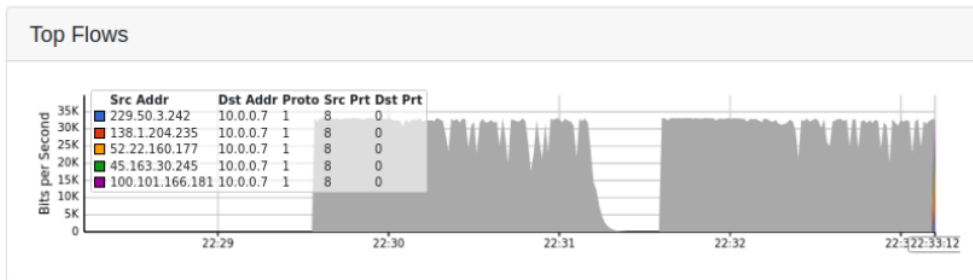 Top Flows
Src Addr Dst Addr Proto Src Prt Dst Prt
229.50.3.242 10.0.0.7 1 8 0
138.1.204.235 10.0.0.7 1 8 0
52.22.160.177 10.0.0.7 1 8 0
45.163.30.245 10.0.0.7 1 8 0
100.101.166.181 10.0.0.7 1 8 0
Bits per Second
35K
30K
25K
20K
15K
10K
5K
0
22:29 22:30 22:31 22:32 22:33:12